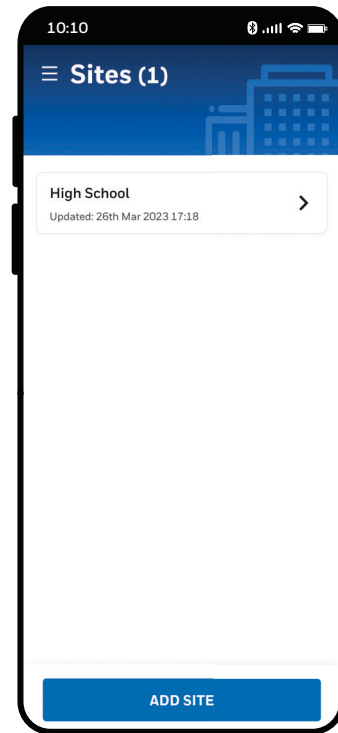 10:10
Sites (1)
High School
Updated: 26th Mar 2023 17:18
ADD SITE